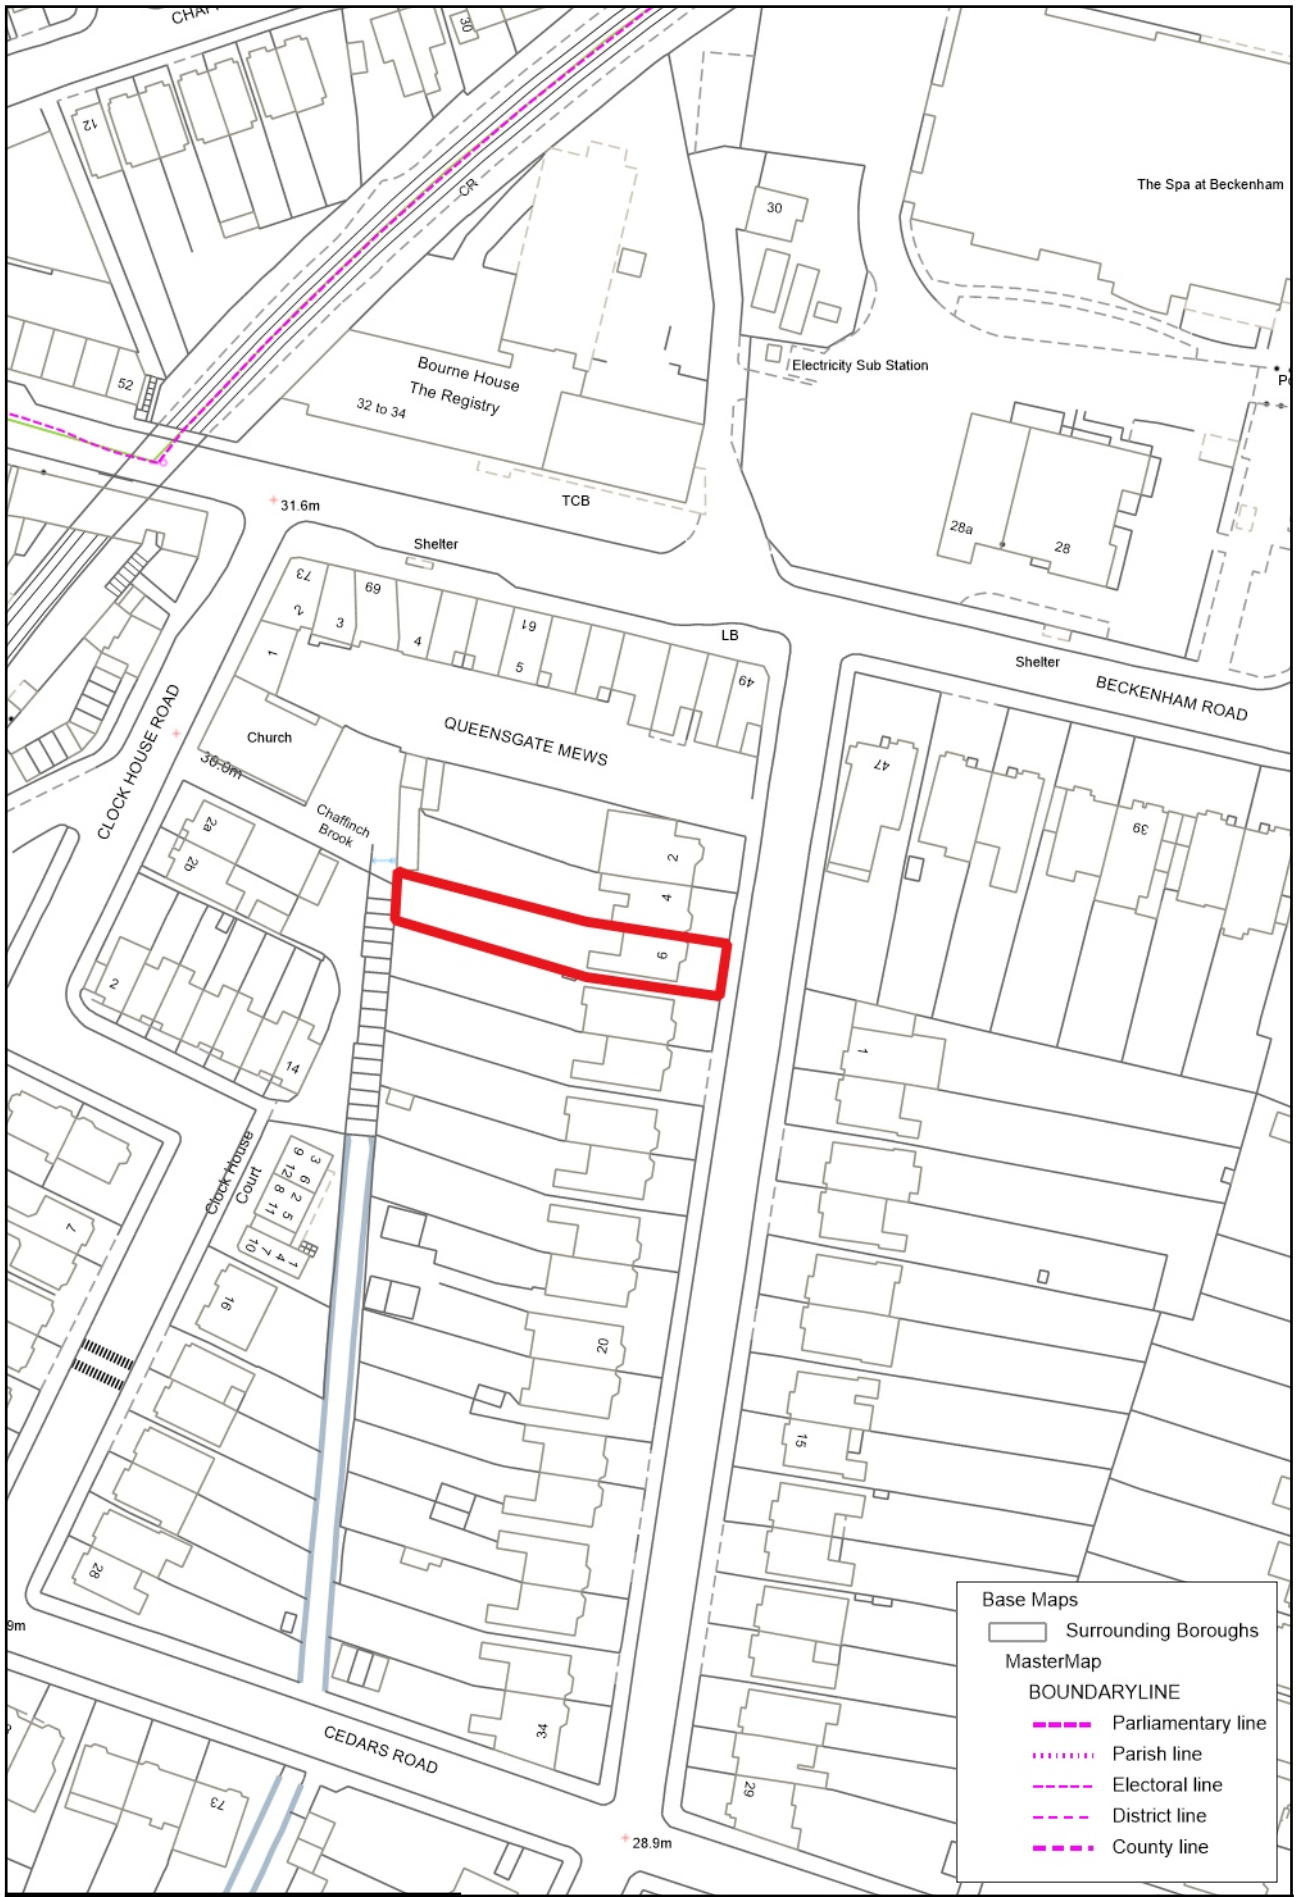 CHAFF
30
12
CR
The Spa at Beckenham
30
52
Bourne House
The Registry
32 to 34
Electricity Sub Station
31.6m
TCB
28a
28
Shelter
73
2
69
3
4
61
5
LB
49
Shelter
BECKENHAM ROAD
1
QUEENSGATE MEWS
Church
30.0m
CLOCK HOUSE ROAD
47
39
Chaffinch
Brook
2a
2b
2
4
6
2
14
1
Clock House
Court
3
6
9
12
2
5
8
11
1
4
7
10
7
16
20
15
28
9m
34
CEDARS ROAD
29
73
28.9m
Base Maps
Surrounding Boroughs
MasterMap
BOUNDARYLINE
Parliamentary line
Parish line
Electoral line
District line
County line